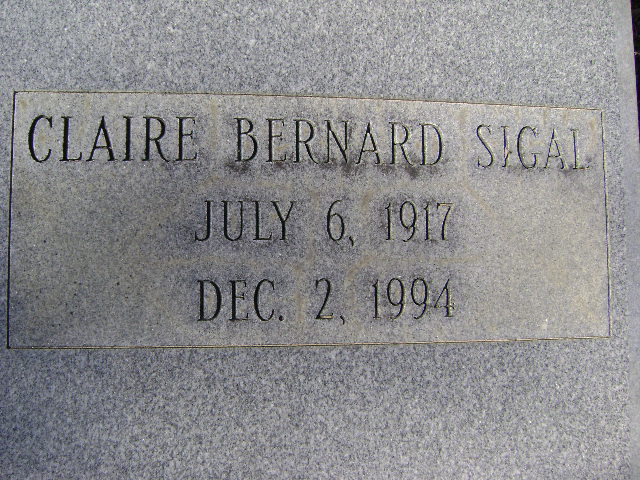 CLAIRE BERNARD SIGAL
JULY 6, 1917
DEC. 2, 1994